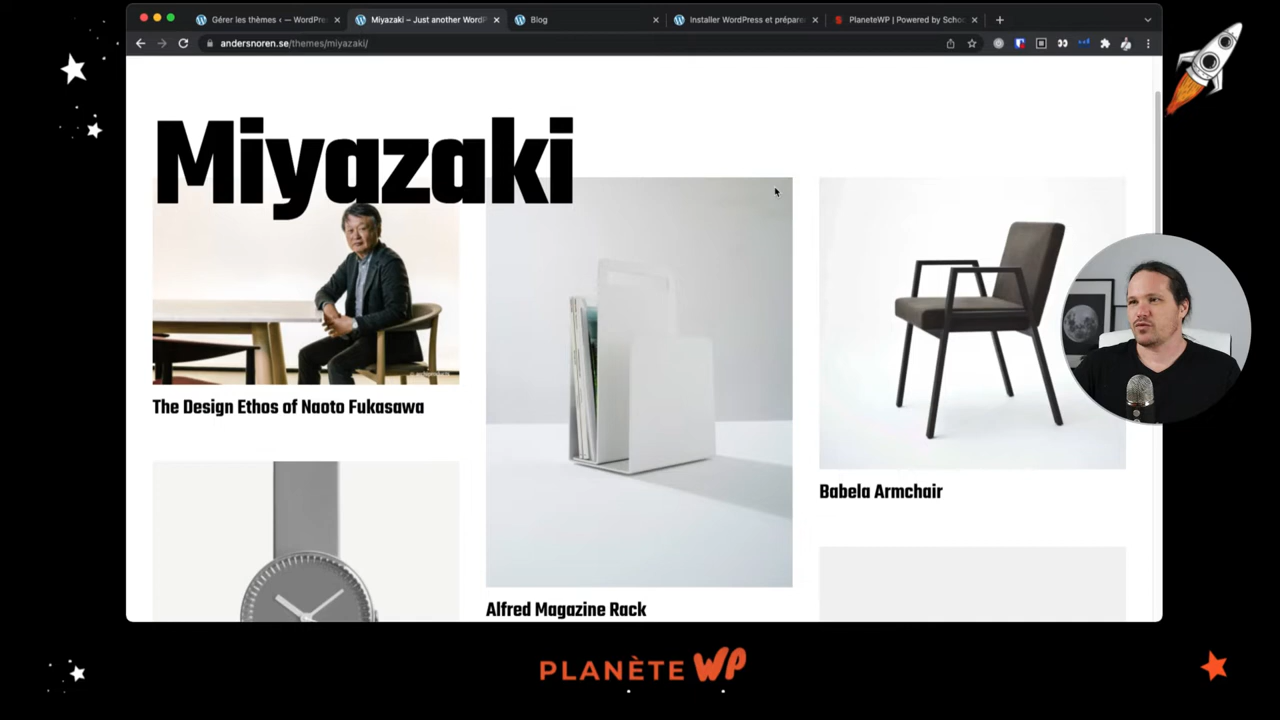 Gérer les thèmes ‹ — WordPre
Miyazaki – Just another WordP
Blog
Installer WordPress et prépare
PlaneteWP | Powered by Schoo
andersnoren.se/themes/miyazaki/
Miyazaki
The Design Ethos of Naoto Fukasawa
Babela Armchair
Alfred Magazine Rack
PLANÈTE WP